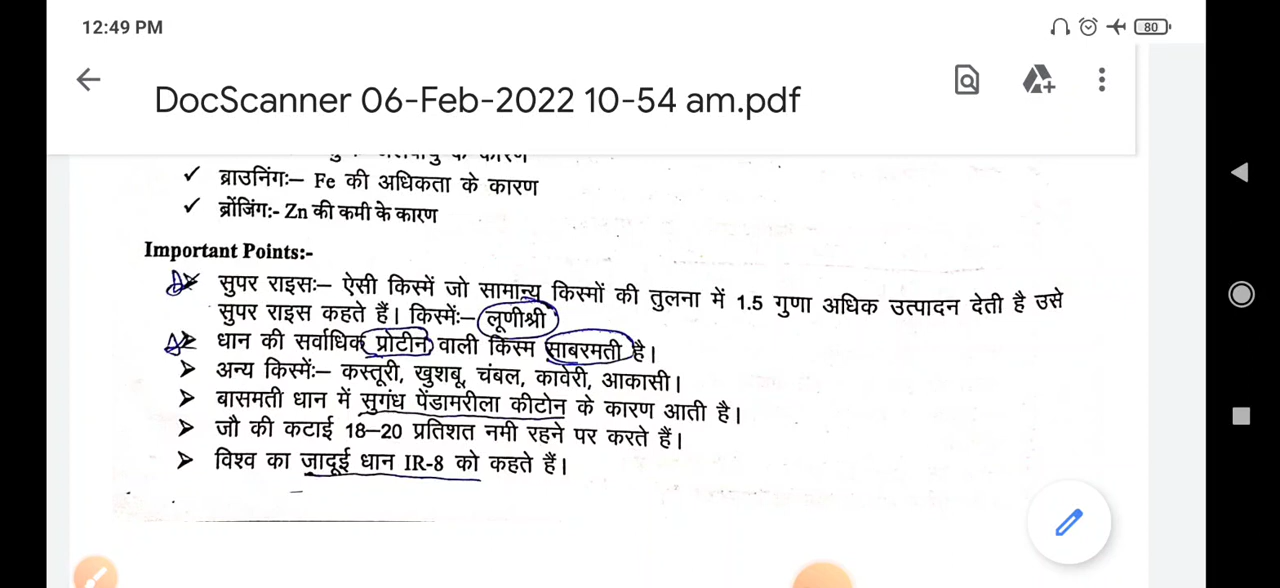 12:49 PM
80
DocScanner 06-Feb-2022 10-54 am.pdf
के कारण
✓ ब्राउनिंगः– Fe की अधिकता के कारण
✓ ब्रोंजिंगः- Zn की कमी के कारण
Important Points:-
➤ सुपर राइसः– ऐसी किस्में जो सामान्य किस्मों की तुलना में 1.5 गुणा अधिक उत्पादन देती है उसे
सुपर राइस कहते हैं। किस्मेंः– लूणीश्री
➤ धान की सर्वाधिक प्रोटीन वाली किस्म साबरमती है।
➤ अन्य किस्मेंः– कस्तूरी, खुशबू, चंबल, कावेरी, आकासी।
➤ बासमती धान में सुगंध पेंडामरीला कीटोन के कारण आती है।
➤ जौ की कटाई 18–20 प्रतिशत नमी रहने पर करते हैं।
➤ विश्व का जादूई धान IR-8 को कहते हैं।